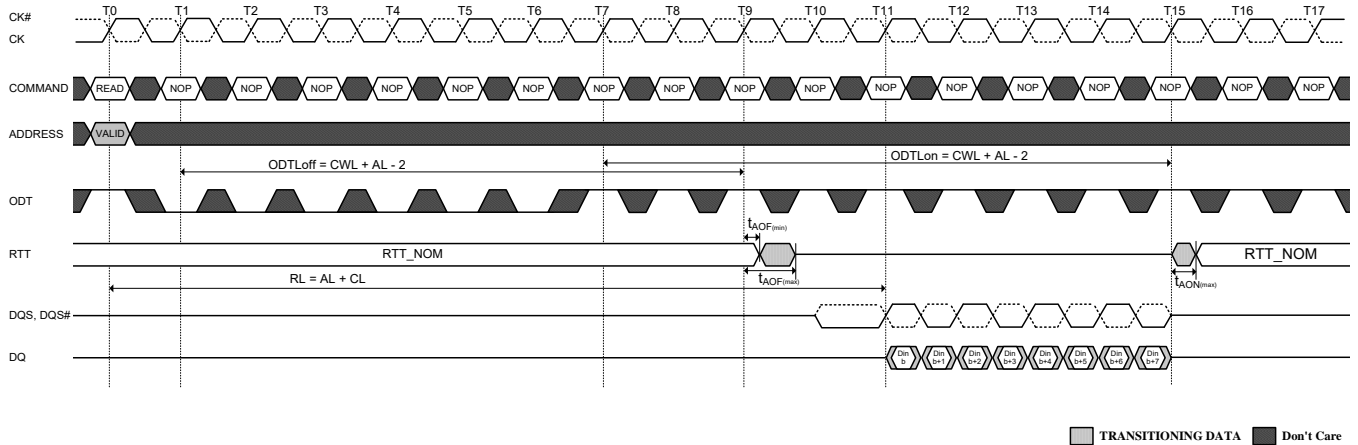 T0 T1 T2 T3 T4 T5 T6 T7 T8 T9 T10 T11 T12 T13 T14 T15 T16 T17
CK#
CK
COMMAND READ NOP NOP NOP NOP NOP NOP NOP NOP NOP NOP NOP NOP NOP NOP NOP NOP NOP
ADDRESS VALID
ODTLoff = CWL + AL - 2 ODTLon = CWL + AL - 2
ODT
tAOF(min)
RTT RTT_NOM RTT_NOM
tAOF(max) tAON(max)
RL = AL + CL
DQS, DQS#
DQ Din b Din b+1 Din b+2 Din b+3 Din b+4 Din b+5 Din b+6 Din b+7
TRANSITIONING DATA Don't Care